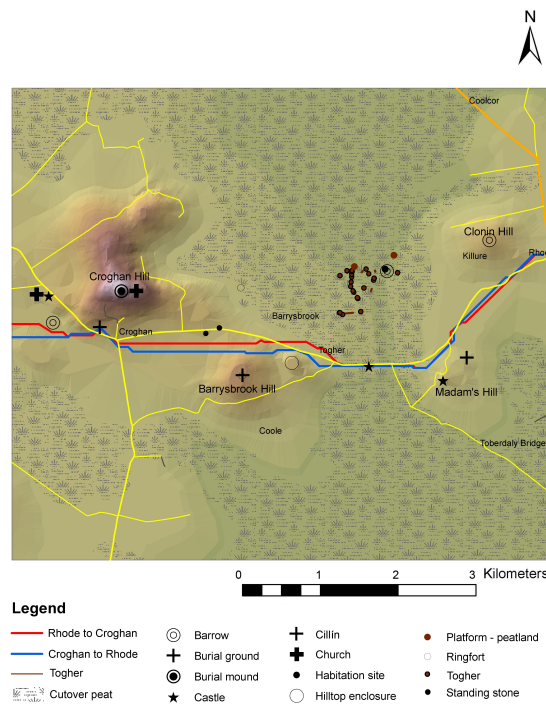 N
Coolcor
Clonin Hill
Killure
Rhode
Croghan Hill
Barrysbrook
Croghan
Togher
Barrysbrook Hill
Madam's Hill
Coole
Toberdaly Bridge
0 1 2 3 Kilometers
Legend
Rhode to Croghan
Croghan to Rhode
Togher
Cutover peat
Barrow
Burial ground
Burial mound
Castle
Cillín
Church
Habitation site
Hilltop enclosure
Platform - peatland
Ringfort
Togher
Standing stone